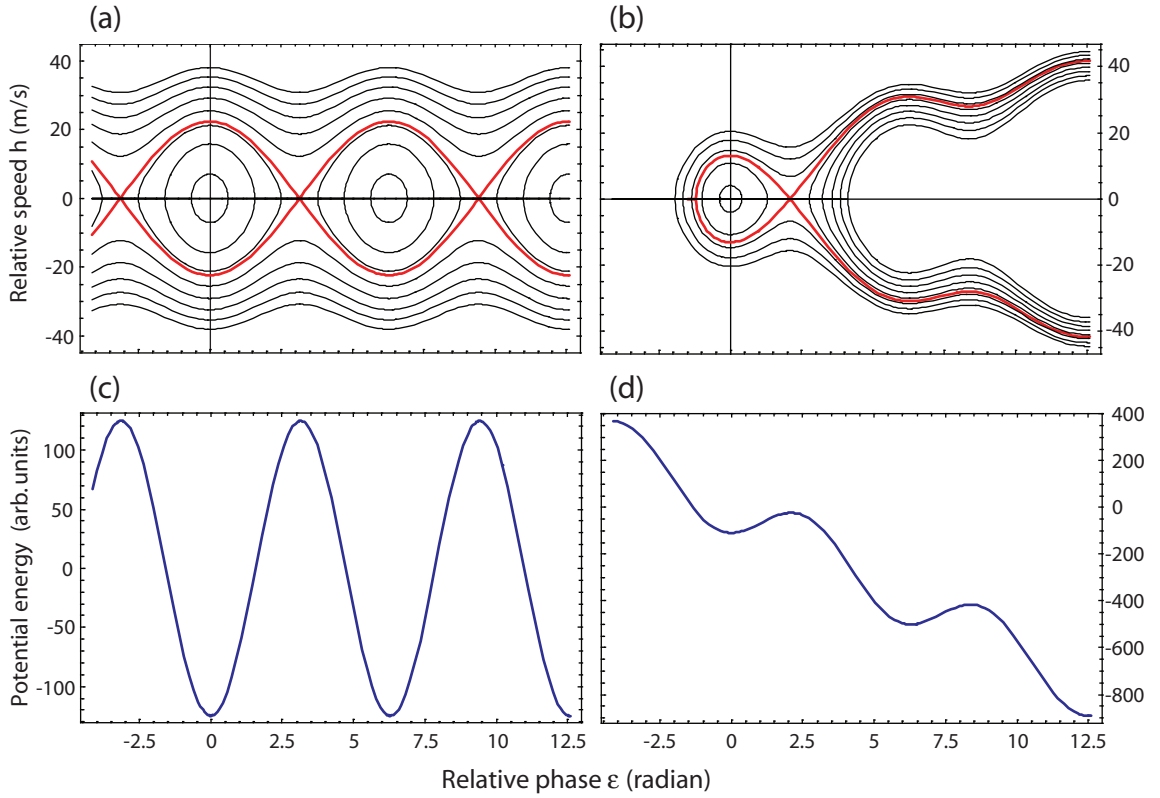 (a)
(b)
Relative speed h (m/s)
40
20
0
-20
-40
40
20
0
-20
-40
(c)
(d)
Potential energy (arb. units)
100
50
0
-50
-100
400
200
0
-200
-400
-600
-800
-2.5 0 2.5 5 7.5 10 12.5
-2.5 0 2.5 5 7.5 10 12.5
Relative phase ε (radian)